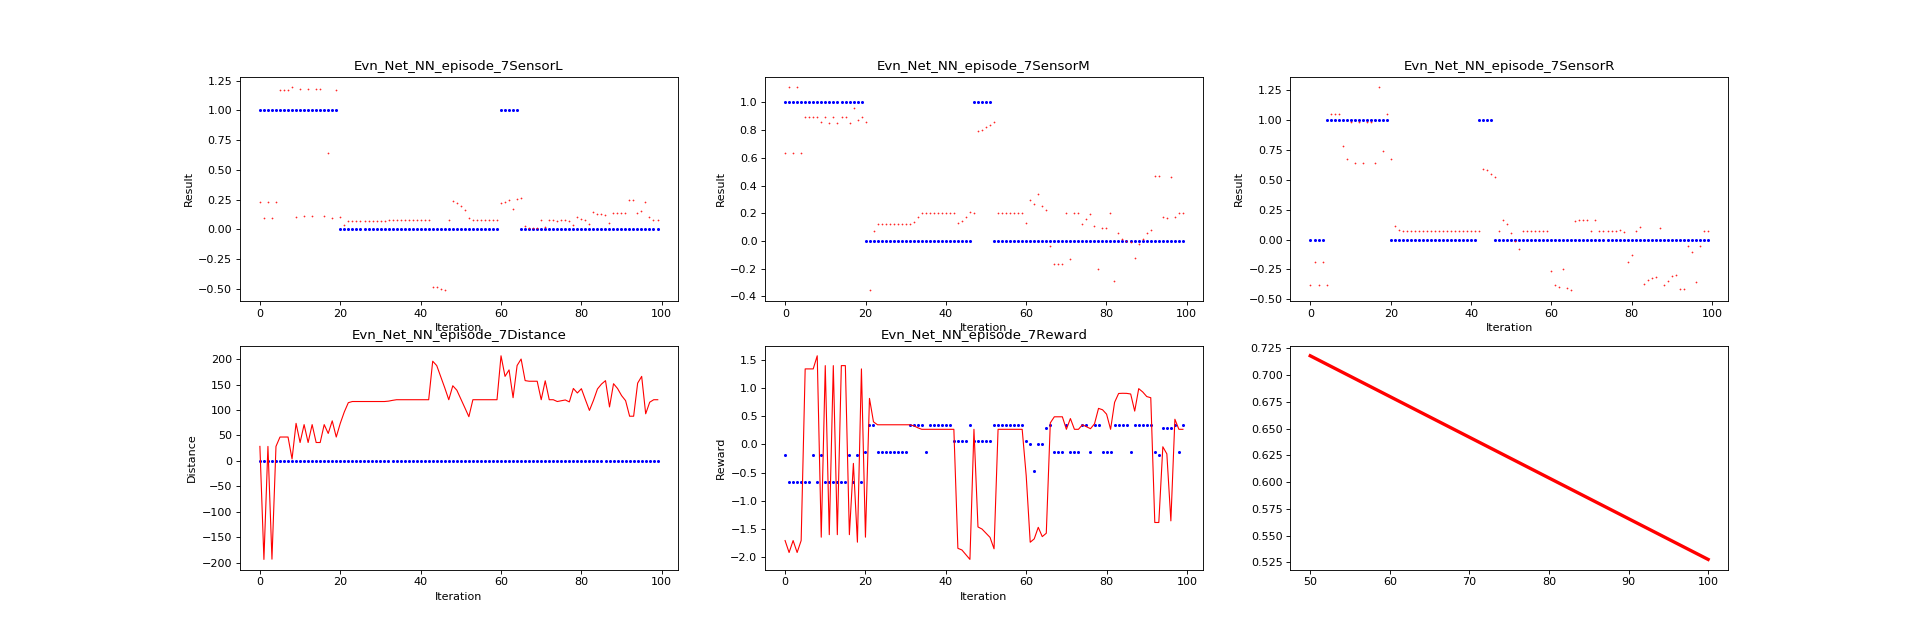 Evn_Net_NN_episode_7SensorL
1.25
1.00
0.75
0.50
0.25
0.00
−0.25
−0.50
Result
0 20 40 60 80 100
Iteration
Evn_Net_NN_episode_7SensorM
1.0
0.8
0.6
0.4
0.2
0.0
−0.2
−0.4
Result
0 20 40 60 80 100
Iteration
Evn_Net_NN_episode_7SensorR
1.25
1.00
0.75
0.50
0.25
0.00
−0.25
−0.50
Result
0 20 40 60 80 100
Iteration
Evn_Net_NN_episode_7Distance
200
150
100
50
0
−50
−100
−150
−200
Distance
0 20 40 60 80 100
Iteration
Evn_Net_NN_episode_7Reward
1.5
1.0
0.5
0.0
−0.5
−1.0
−1.5
−2.0
Reward
0 20 40 60 80 100
Iteration
0.725
0.700
0.675
0.650
0.625
0.600
0.575
0.550
0.525
50 60 70 80 90 100